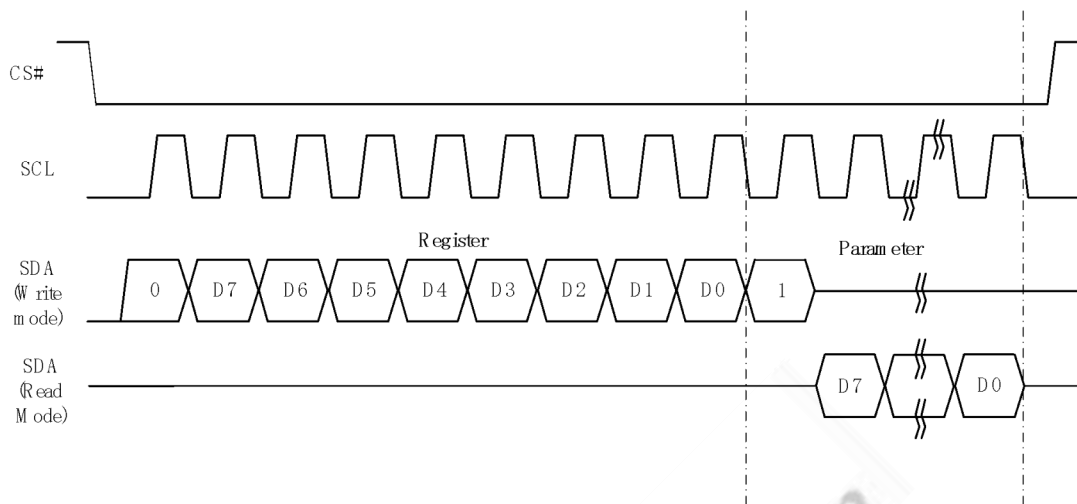 CS#
SCL
Register
Parameter
SDA
(Write
mode)
0 D7 D6 D5 D4 D3 D2 D1 D0 1
SDA
(Read
Mode)
D7 D0